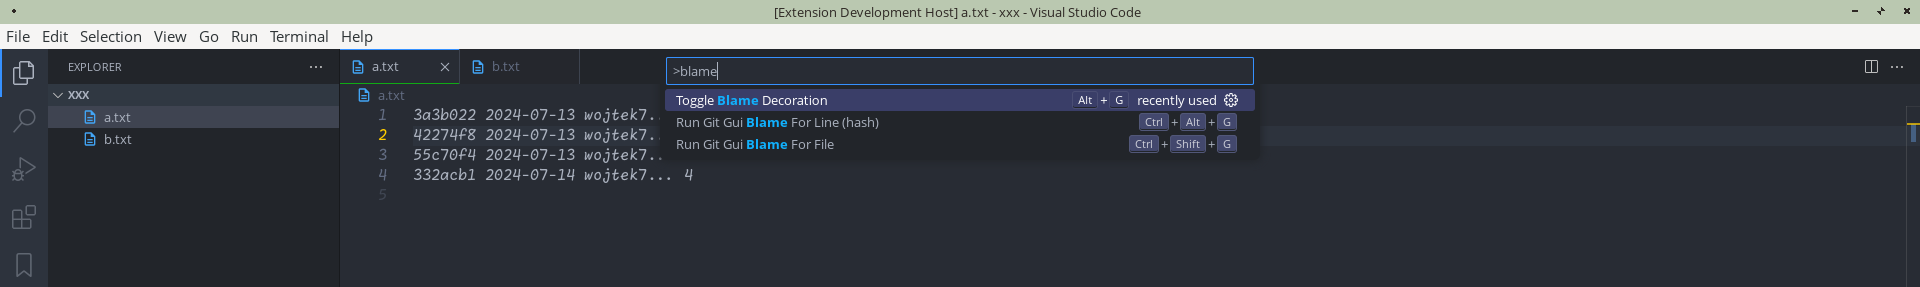 [Extension Development Host] a.txt - xxx - Visual Studio Code
File Edit Selection View Go Run Terminal Help
EXPLORER
XXX
a.txt
b.txt
a.txt b.txt
>blame
Toggle Blame Decoration Alt + G recently used
Run Git Gui Blame For Line (hash) Ctrl + Alt + G
Run Git Gui Blame For File Ctrl + Shift + G
a.txt
1 3a3b022 2024-07-13 wojtek7.
2 42274f8 2024-07-13 wojtek7.
3 55c70f4 2024-07-13 wojtek7..
4 332acb1 2024-07-14 wojtek7... 4
5